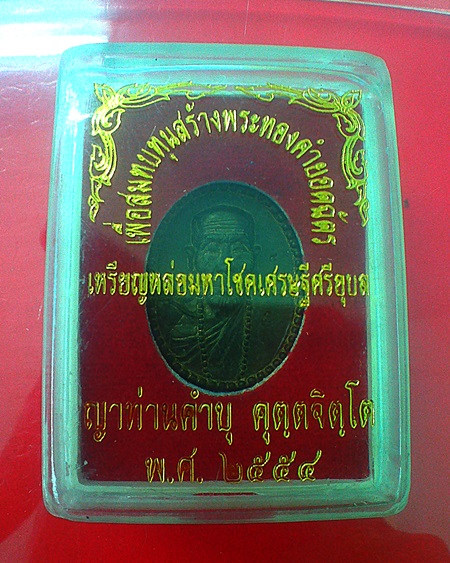 เพื่อสมทบทุนสร้างพระทองคำยอดฉัตร
เหรียญหล่อมหาโชคเศรษฐีศรีอุบล
ญาท่านคำบุ คุตฺตจิตฺโต
พ.ศ. ๒๕๕๔